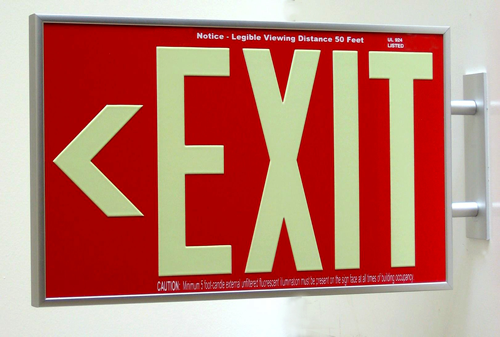 Notice - Legible Viewing Distance 50 Feet
UL 924
LISTED
EXIT
CAUTION: Minimum 5 foot-candle external unfiltered fluorescent illumination must be present on the sign face at all times of building occupancy